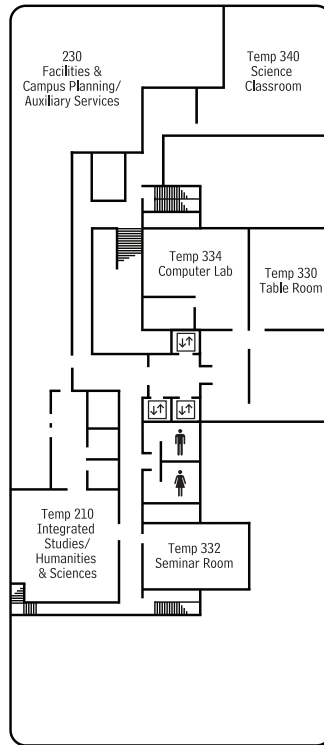 230
Facilities &
Campus Planning/
Auxiliary Services
Temp 340
Science
Classroom
Temp 334
Computer Lab
Temp 330
Table Room
Temp 210
Integrated
Studies/
Humanities
& Sciences
Temp 332
Seminar Room